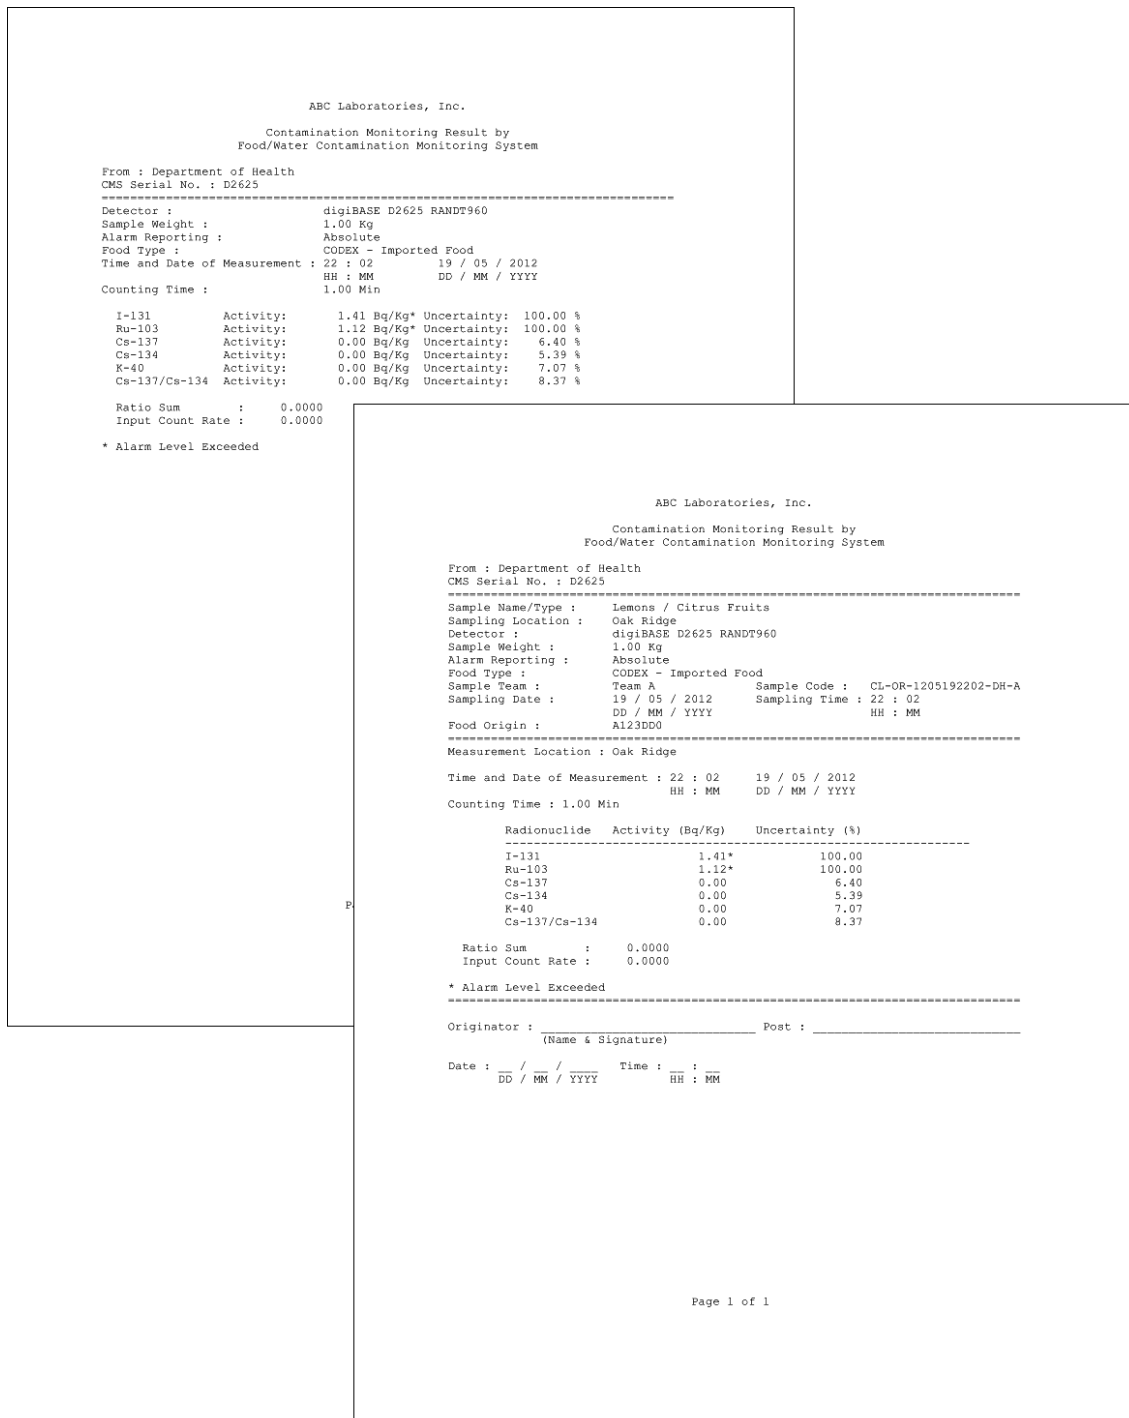 ABC Laboratories, Inc.
Contamination Monitoring Result by
Food/Water Contamination Monitoring System
From : Department of Health
CMS Serial No. : D2625
================================================================================
Detector : digiBASE D2625 RANDT960
Sample Weight : 1.00 Kg
Alarm Reporting : Absolute
Food Type : CODEX - Imported Food
Time and Date of Measurement : 22 : 02 19 / 05 / 2012
HH : MM DD / MM / YYYY
Counting Time : 1.00 Min
I-131 Activity: 1.41 Bq/Kg* Uncertainty: 100.00 %
Ru-103 Activity: 1.12 Bq/Kg* Uncertainty: 100.00 %
Cs-137 Activity: 0.00 Bq/Kg Uncertainty: 6.40 %
Cs-134 Activity: 0.00 Bq/Kg Uncertainty: 5.39 %
K-40 Activity: 0.00 Bq/Kg Uncertainty: 7.07 %
Cs-137/Cs-134 Activity: 0.00 Bq/Kg Uncertainty: 8.37 %
Ratio Sum : 0.0000
Input Count Rate : 0.0000
* Alarm Level Exceeded
ABC Laboratories, Inc.
Contamination Monitoring Result by
Food/Water Contamination Monitoring System
From : Department of Health
CMS Serial No. : D2625
================================================================================
Sample Name/Type : Lemons / Citrus Fruits
Sampling Location : Oak Ridge
Detector : digiBASE D2625 RANDT960
Sample Weight : 1.00 Kg
Alarm Reporting : Absolute
Food Type : CODEX - Imported Food
Sample Team : Team A Sample Code : CL-OR-1205192202-DH-A
Sampling Date : 19 / 05 / 2012 Sampling Time : 22 : 02
DD / MM / YYYY HH : MM
Food Origin : A123DD0
================================================================================
Measurement Location : Oak Ridge
Time and Date of Measurement : 22 : 02 19 / 05 / 2012
HH : MM DD / MM / YYYY
Counting Time : 1.00 Min
Radionuclide Activity (Bq/Kg) Uncertainty (%)
-----------------------------------------------------------------
I-131 1.41* 100.00
Ru-103 1.12* 100.00
Cs-137 0.00 6.40
Cs-134 0.00 5.39
K-40 0.00 7.07
Cs-137/Cs-134 0.00 8.37
Ratio Sum : 0.0000
Input Count Rate : 0.0000
* Alarm Level Exceeded
================================================================================
Originator : ______________________________ Post : _____________________________
(Name & Signature)
Date : __ / __ / ____ Time : __ : __
DD / MM / YYYY HH : MM
Page 1 of 1